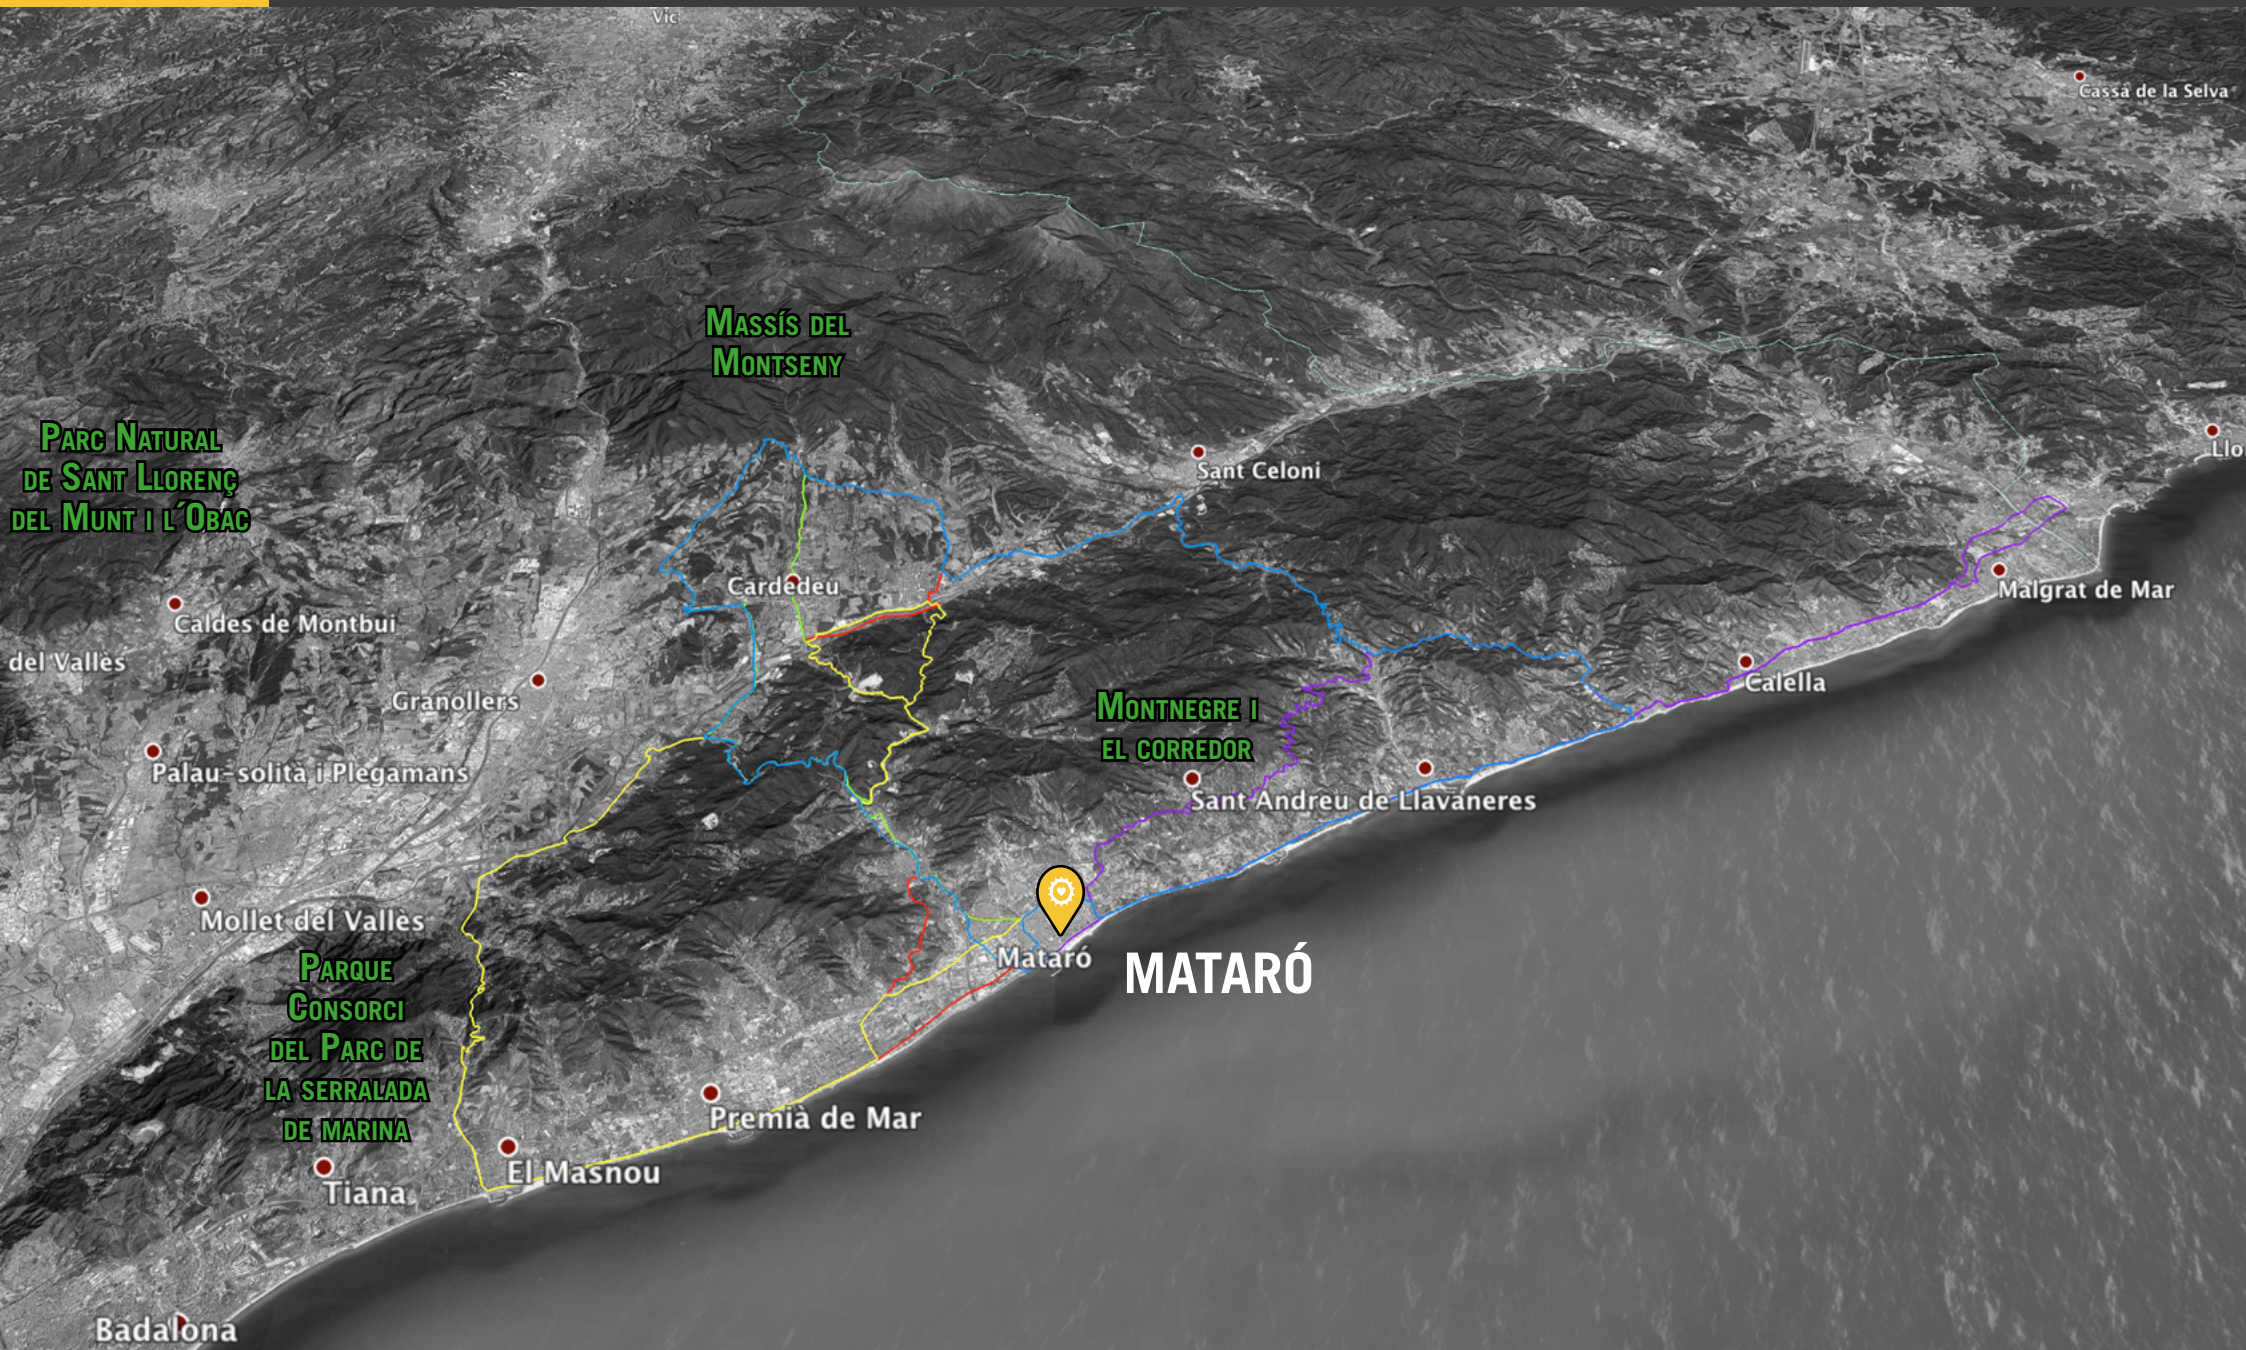 Vic
Cassà de la Selva
MASSÍS DEL
MONTSENY
PARC NATURAL
DE SANT LLORENÇ
DEL MUNT I L´OBAC
Sant Celoni
Cardedeu
Malgrat de Mar
Caldes de Montbui
del Vallès
Granollers
Calella
MONTNEGRE I
EL CORREDOR
Palau-solità i Plegamans
Sant Andreu de Llavaneres
Mollet del Vallès
Mataró
MATARÓ
PARQUE
CONSORCI
DEL PARC DE
LA SERRALADA
DE MARINA
Premià de Mar
El Masnou
Tiana
Badalona